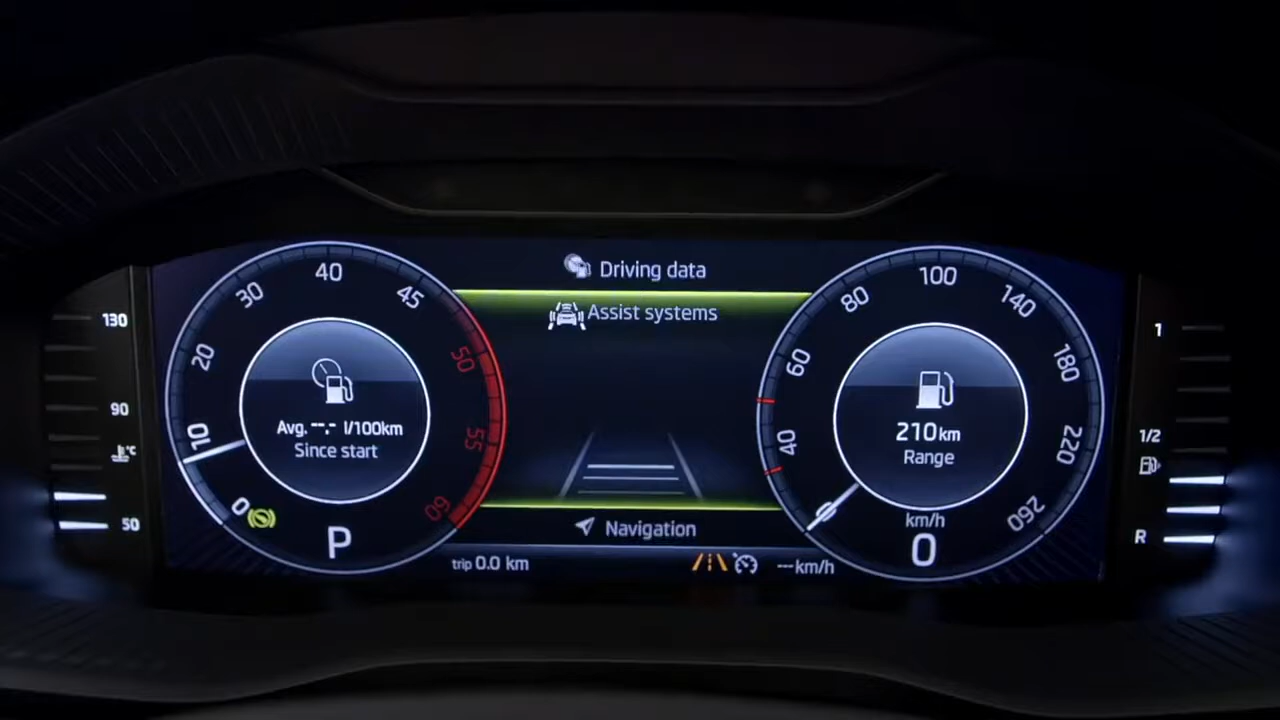 Driving data
Assist systems
Navigation
130
90
°C
50
0
10
20
30
40
45
50
55
60
Avg. --,- l/100km
Since start
P
trip 0.0 km
--- km/h
0
40
60
80
100
140
180
220
260
210 km
Range
km/h
0
1
1/2
R